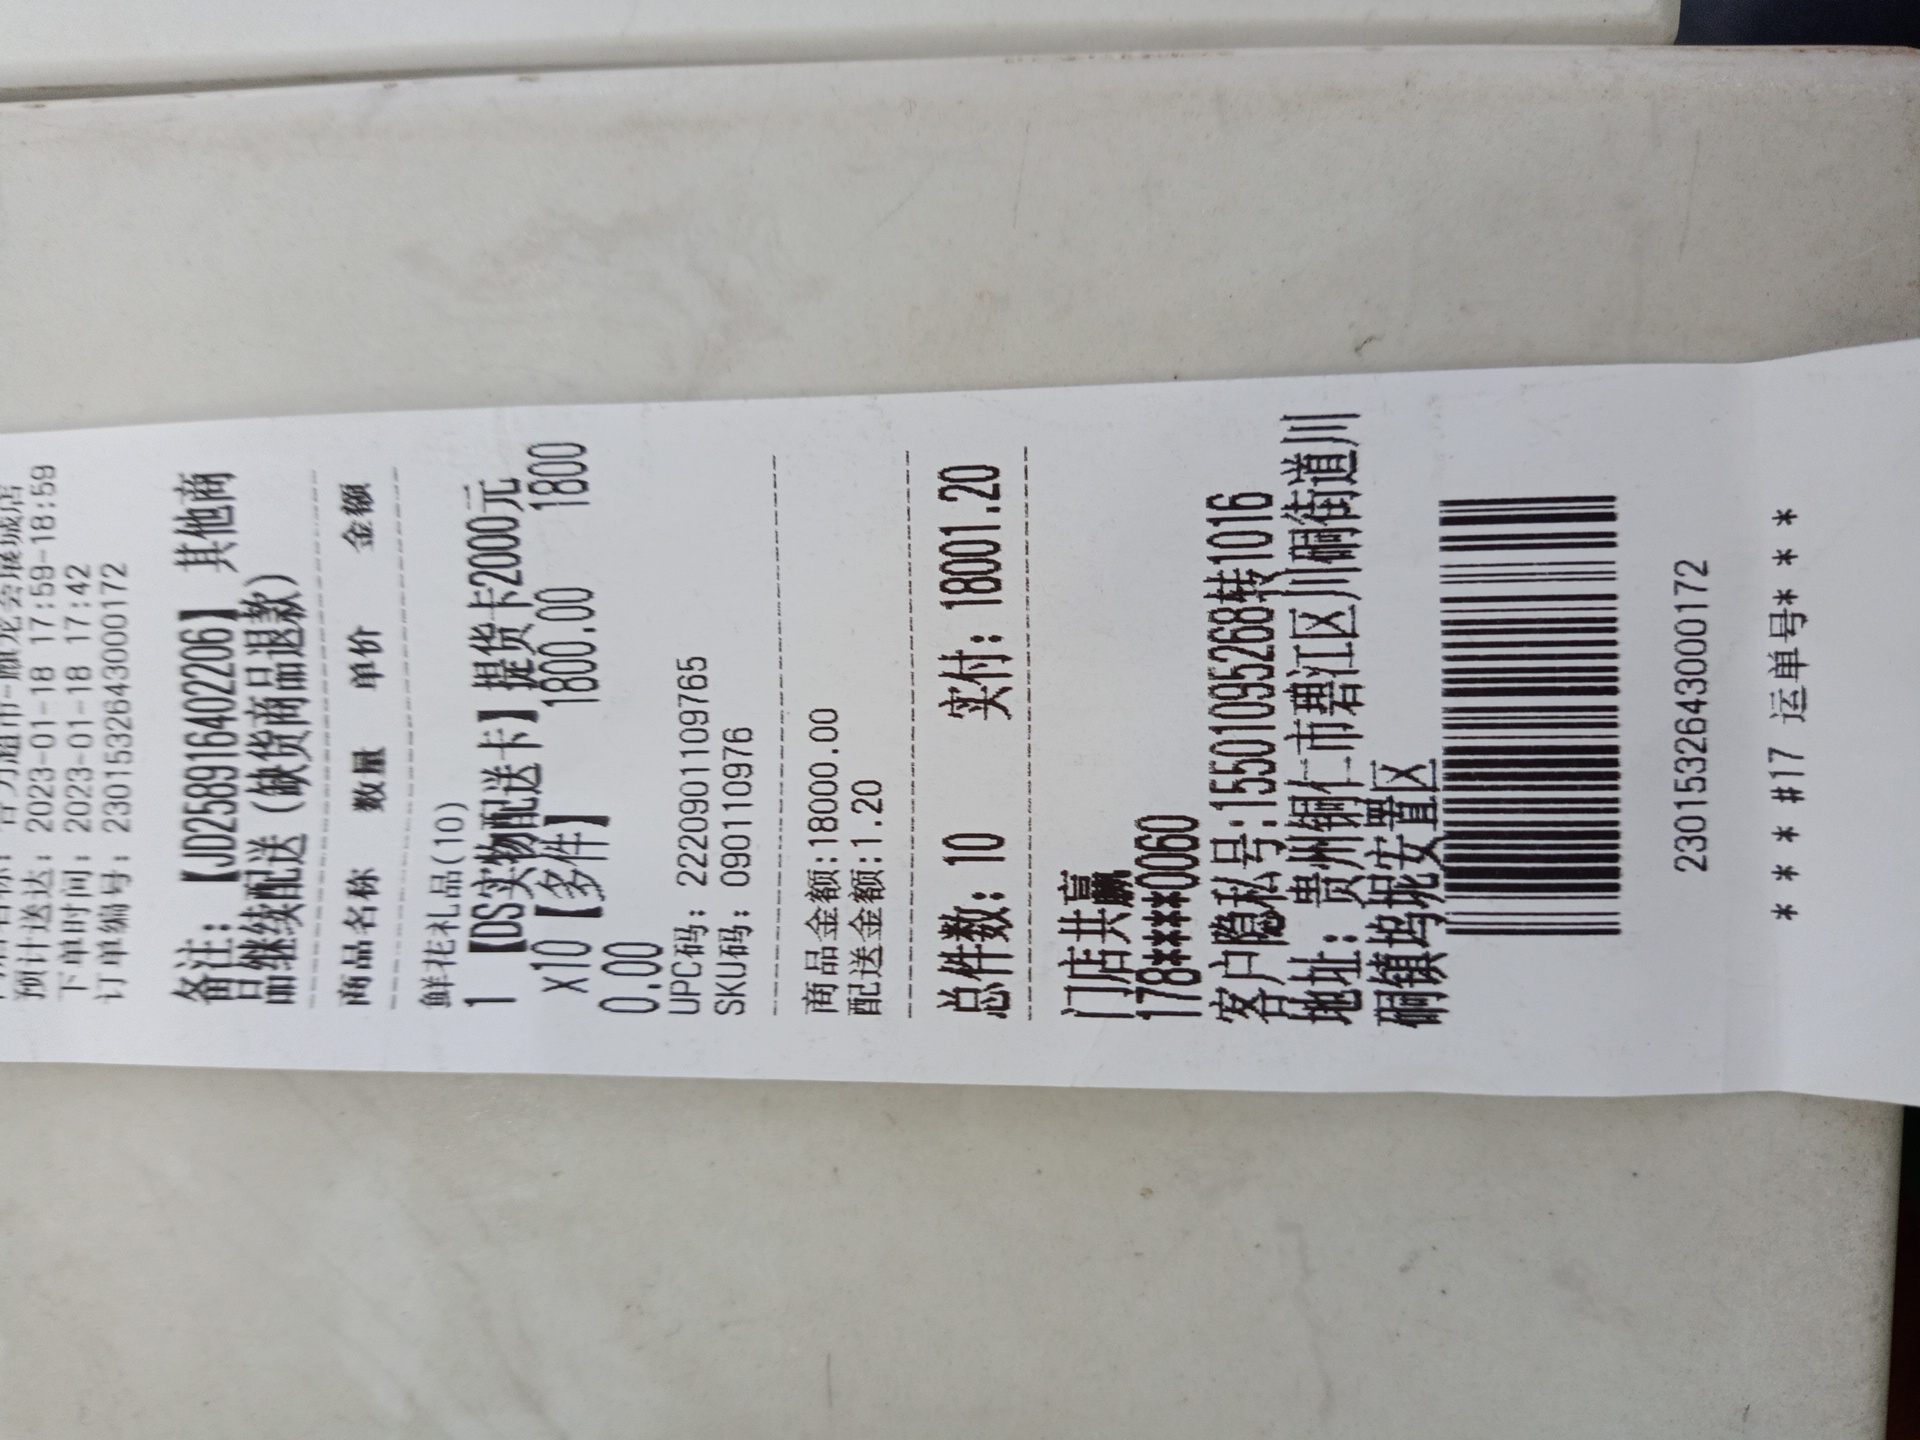 预计送达: 2023-01-18 17:59-18:59
下单时间: 2023-01-18 17:42
订单编号: 2301532643000172
备注: 【JD2589164022​06】 其他商
品继续配送 (缺货商品退款)
商品名称 数量 单价 金额
鲜花礼品(10)
1 【DS实物配送卡】提货卡2000元
x10 【多件】 1800.00 1800
0.00
UPC码: 2220901109765
SKU码: 090110976
商品金额:18000.00
配送金额:1.20
总件数: 10 实付: 18001.20
门店共赢
178****0060
客户隐私号:15501095268转1016
地址: 贵州铜仁市碧江区川硐街道川
硐镇坞坭安置区
2301532643000172
* * * #17 运单号* * *